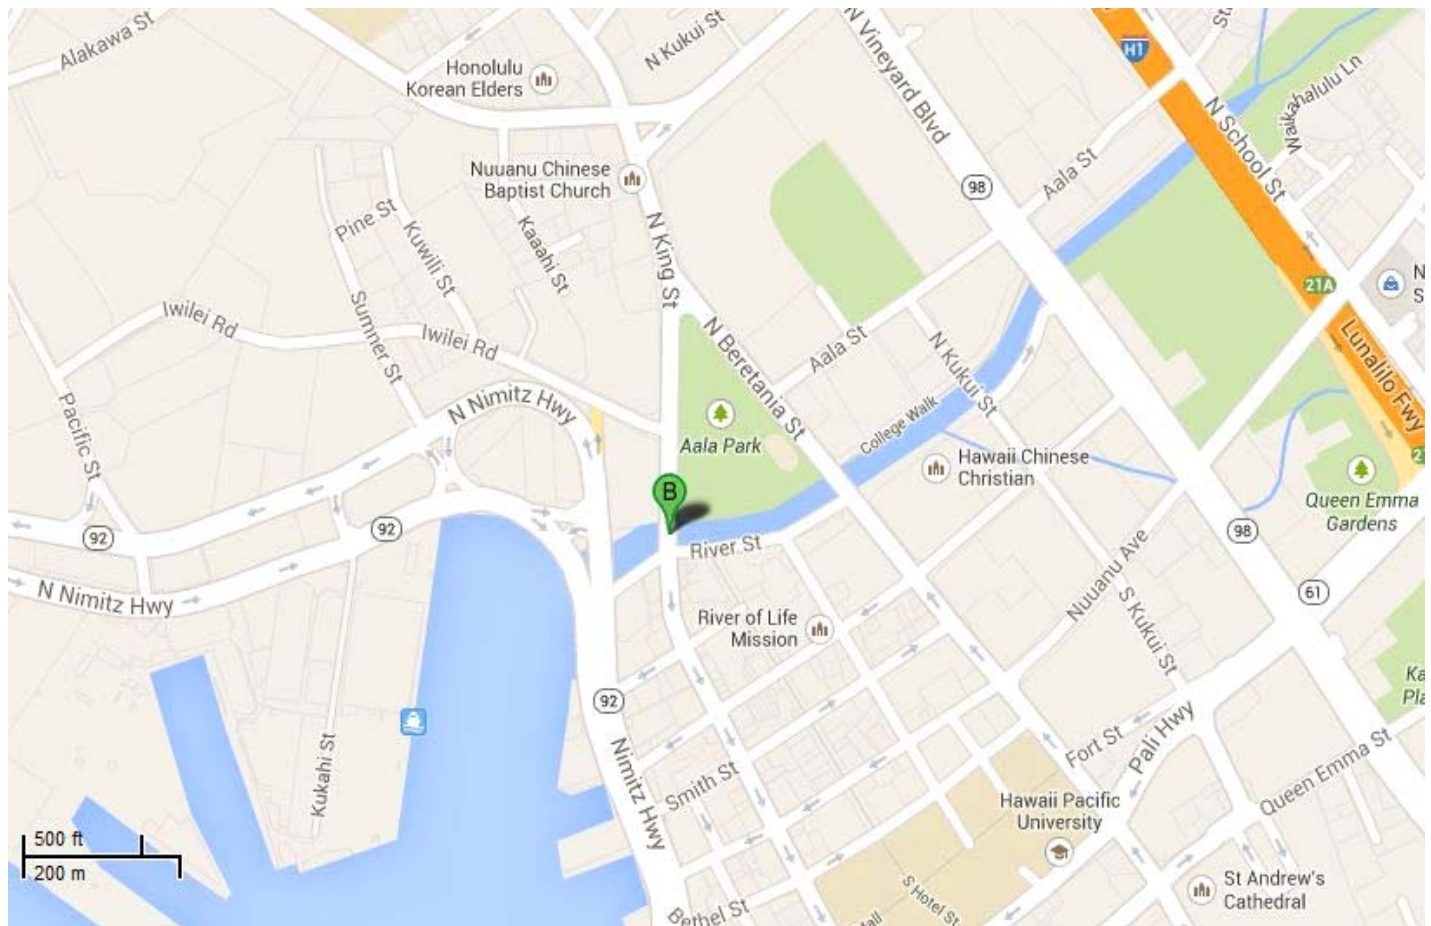 Alakawa St
N Kukui St
N Vineyard Blvd
H1
St
Honolulu
Korean Elders
Waikahalulu Ln
N School St
Nuuanu Chinese
Baptist Church
98
Aala St
Pine St
Kuwili St
Kaaahi St
N King St
21A
N
S
Iwilei Rd
Sumner St
Iwilei Rd
N Beretania St
Aala St
N Kukui St
Lunalilo Fwy
Pacific St
N Nimitz Hwy
Aala Park
College Walk
Hawaii Chinese
Christian
2
Queen Emma
Gardens
B
92
92
98
River St
Nuuanu Ave
N Nimitz Hwy
61
S Kukui St
River of Life
Mission
Ka
Pla
92
Kukahi St
Nimitz Hwy
Smith St
Fort St
Pali Hwy
Queen Emma St
Hawaii Pacific
University
500 ft
200 m
St Andrew's
Cathedral
S Hotel St
Bethel St
Mall